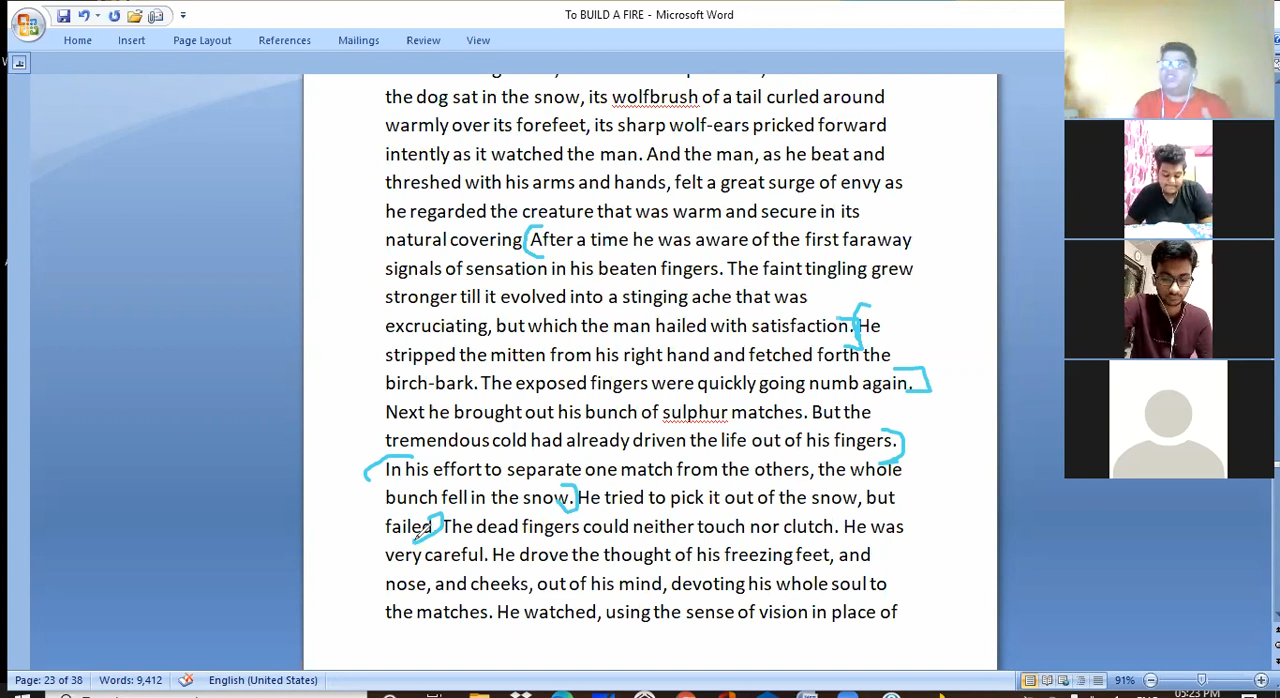 To BUILD A FIRE - Microsoft Word
Home Insert Page Layout References Mailings Review View
the dog sat in the snow, its wolfbrush of a tail curled around
warmly over its forefeet, its sharp wolf-ears pricked forward
intently as it watched the man. And the man, as he beat and
threshed with his arms and hands, felt a great surge of envy as
he regarded the creature that was warm and secure in its
natural covering After a time he was aware of the first faraway
signals of sensation in his beaten fingers. The faint tingling grew
stronger till it evolved into a stinging ache that was
excruciating, but which the man hailed with satisfaction. He
stripped the mitten from his right hand and fetched forth the
birch-bark. The exposed fingers were quickly going numb again.
Next he brought out his bunch of sulphur matches. But the
tremendous cold had already driven the life out of his fingers.
In his effort to separate one match from the others, the whole
bunch fell in the snow. He tried to pick it out of the snow, but
failed. The dead fingers could neither touch nor clutch. He was
very careful. He drove the thought of his freezing feet, and
nose, and cheeks, out of his mind, devoting his whole soul to
the matches. He watched, using the sense of vision in place of
Page: 23 of 38 Words: 9,412 English (United States) 91%
05:23 PM